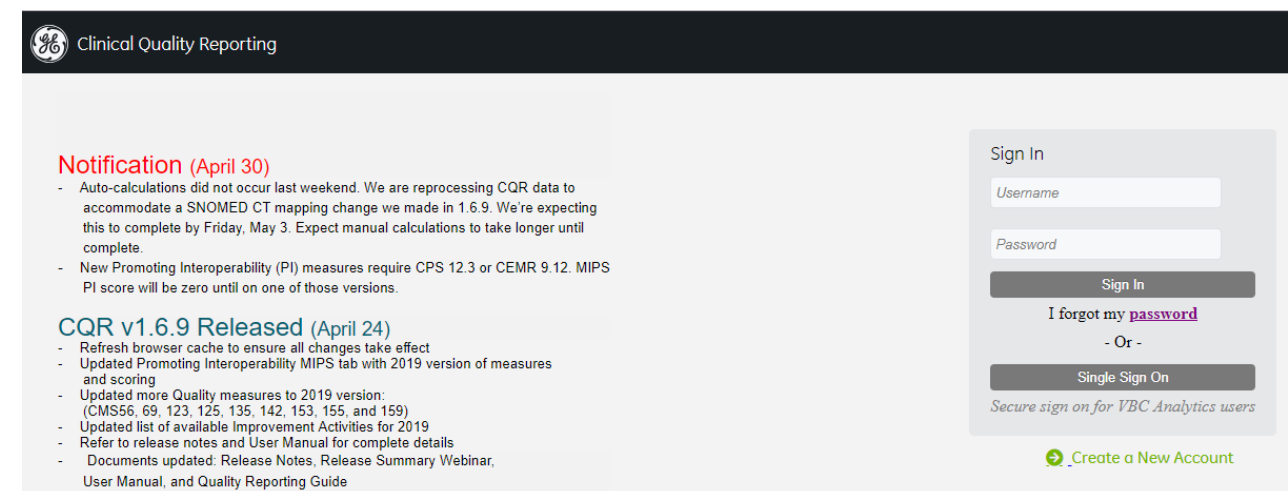 Clinical Quality Reporting
Notification (April 30)
- Auto-calculations did not occur last weekend. We are reprocessing CQR data to
accommodate a SNOMED CT mapping change we made in 1.6.9. We're expecting
this to complete by Friday, May 3. Expect manual calculations to take longer until
complete.
- New Promoting Interoperability (PI) measures require CPS 12.3 or CEMR 9.12. MIPS
PI score will be zero until on one of those versions.
CQR v1.6.9 Released (April 24)
- Refresh browser cache to ensure all changes take effect
- Updated Promoting Interoperability MIPS tab with 2019 version of measures
and scoring
- Updated more Quality measures to 2019 version:
(CMS56, 69, 123, 125, 135, 142, 153, 155, and 159)
- Updated list of available Improvement Activities for 2019
- Refer to release notes and User Manual for complete details
- Documents updated: Release Notes, Release Summary Webinar,
User Manual, and Quality Reporting Guide
Sign In
Username
Password
Sign In
I forgot my password
- Or -
Single Sign On
Secure sign on for VBC Analytics users
Create a New Account